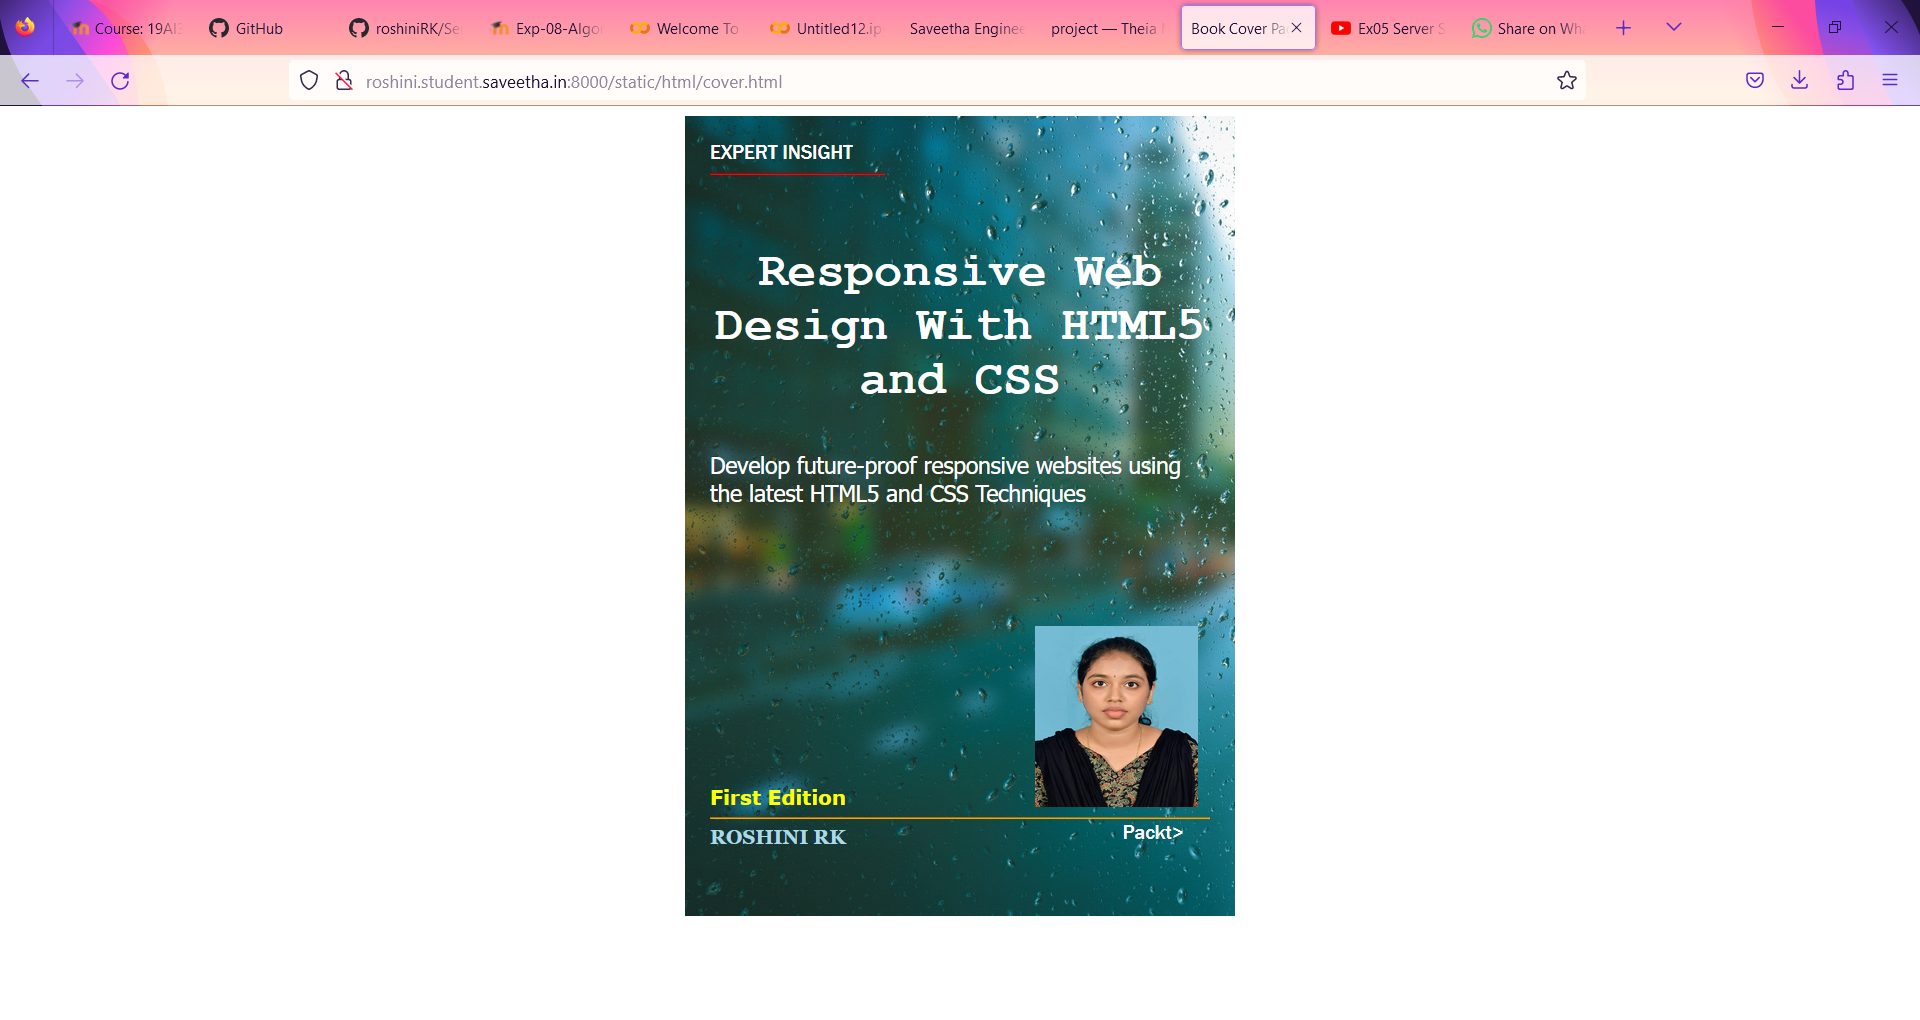 Course: 19AI
GitHub
roshiniRK/Se
Exp-08-Algo
Welcome To
Untitled12.ip
Saveetha Enginee
project — Theia
Book Cover Pa
Ex05 Server S
Share on Wha
roshini.student.saveetha.in:8000/static/html/cover.html
EXPERT INSIGHT
Responsive Web
Design With HTML5
and CSS
Develop future-proof responsive websites using
the latest HTML5 and CSS Techniques
First Edition
ROSHINI RK
Packt>